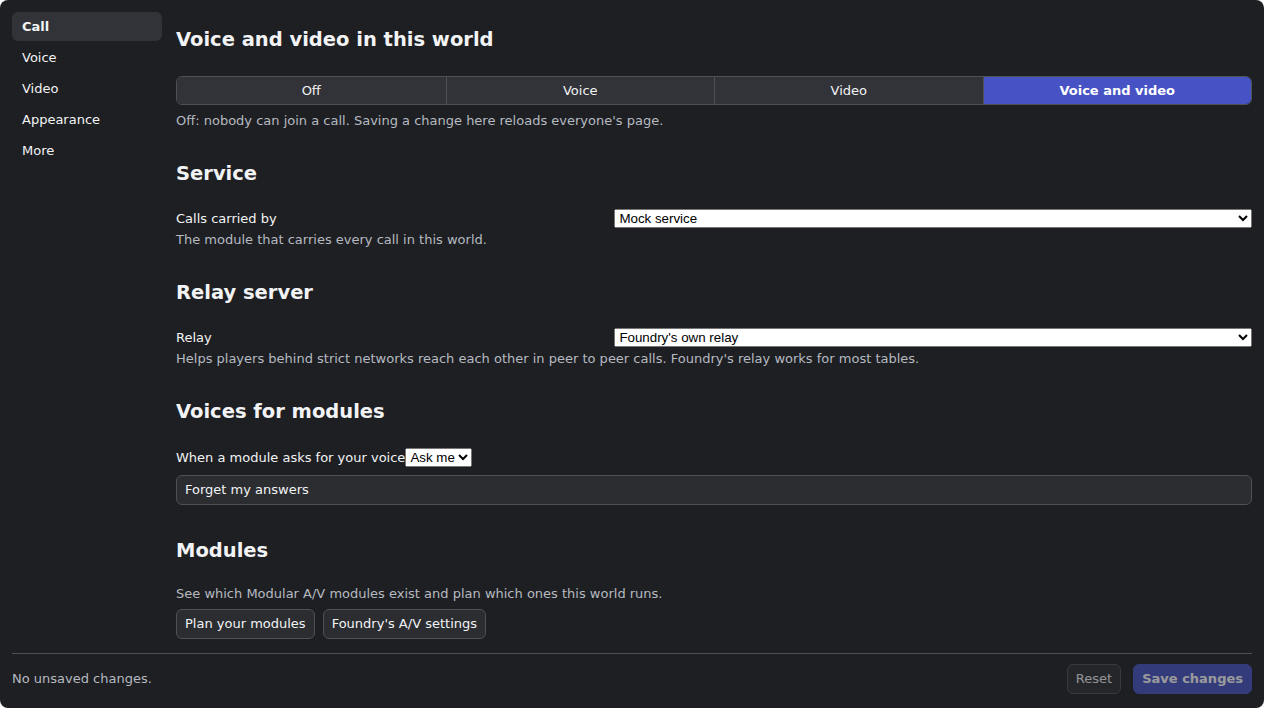 Call
Voice
Video
Appearance
More
Voice and video in this world
Off
Voice
Video
Voice and video
Off: nobody can join a call. Saving a change here reloads everyone's page.
Service
Calls carried by
Mock service
The module that carries every call in this world.
Relay server
Relay
Foundry's own relay
Helps players behind strict networks reach each other in peer to peer calls. Foundry's relay works for most tables.
Voices for modules
When a module asks for your voice
Ask me
Forget my answers
Modules
See which Modular A/V modules exist and plan which ones this world runs.
Plan your modules
Foundry's A/V settings
No unsaved changes.
Reset
Save changes